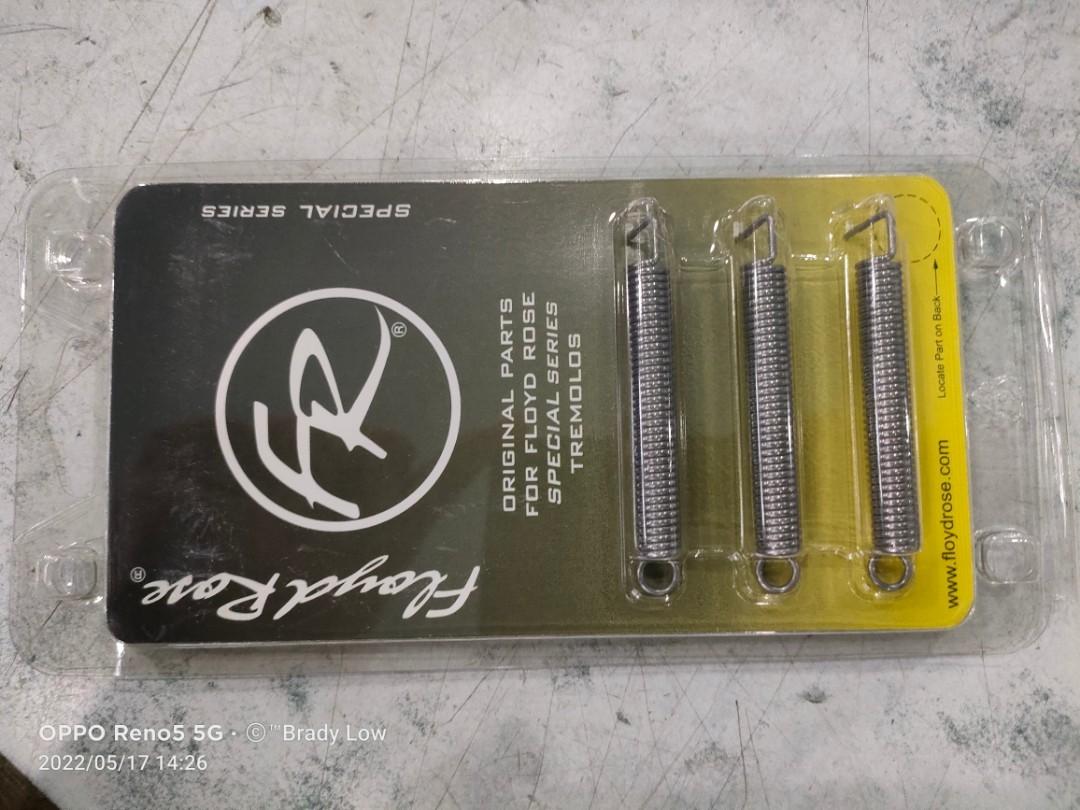 SPECIAL SERIES
FR®
Floyd Rose®
ORIGINAL PARTS
FOR FLOYD ROSE
SPECIAL SERIES
TREMOLOS
Locate Part on Back
www.floydrose.com
OPPO Reno5 5G · ©™Brady Low
2022/05/17 14:26